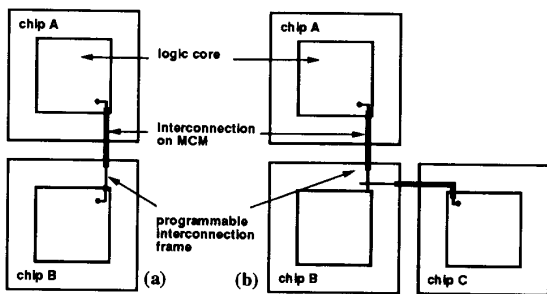 chip A
logic core
chip A
interconnection
on MCM
programmable
interconnection
frame
chip B
(a)
(b)
chip B
chip C